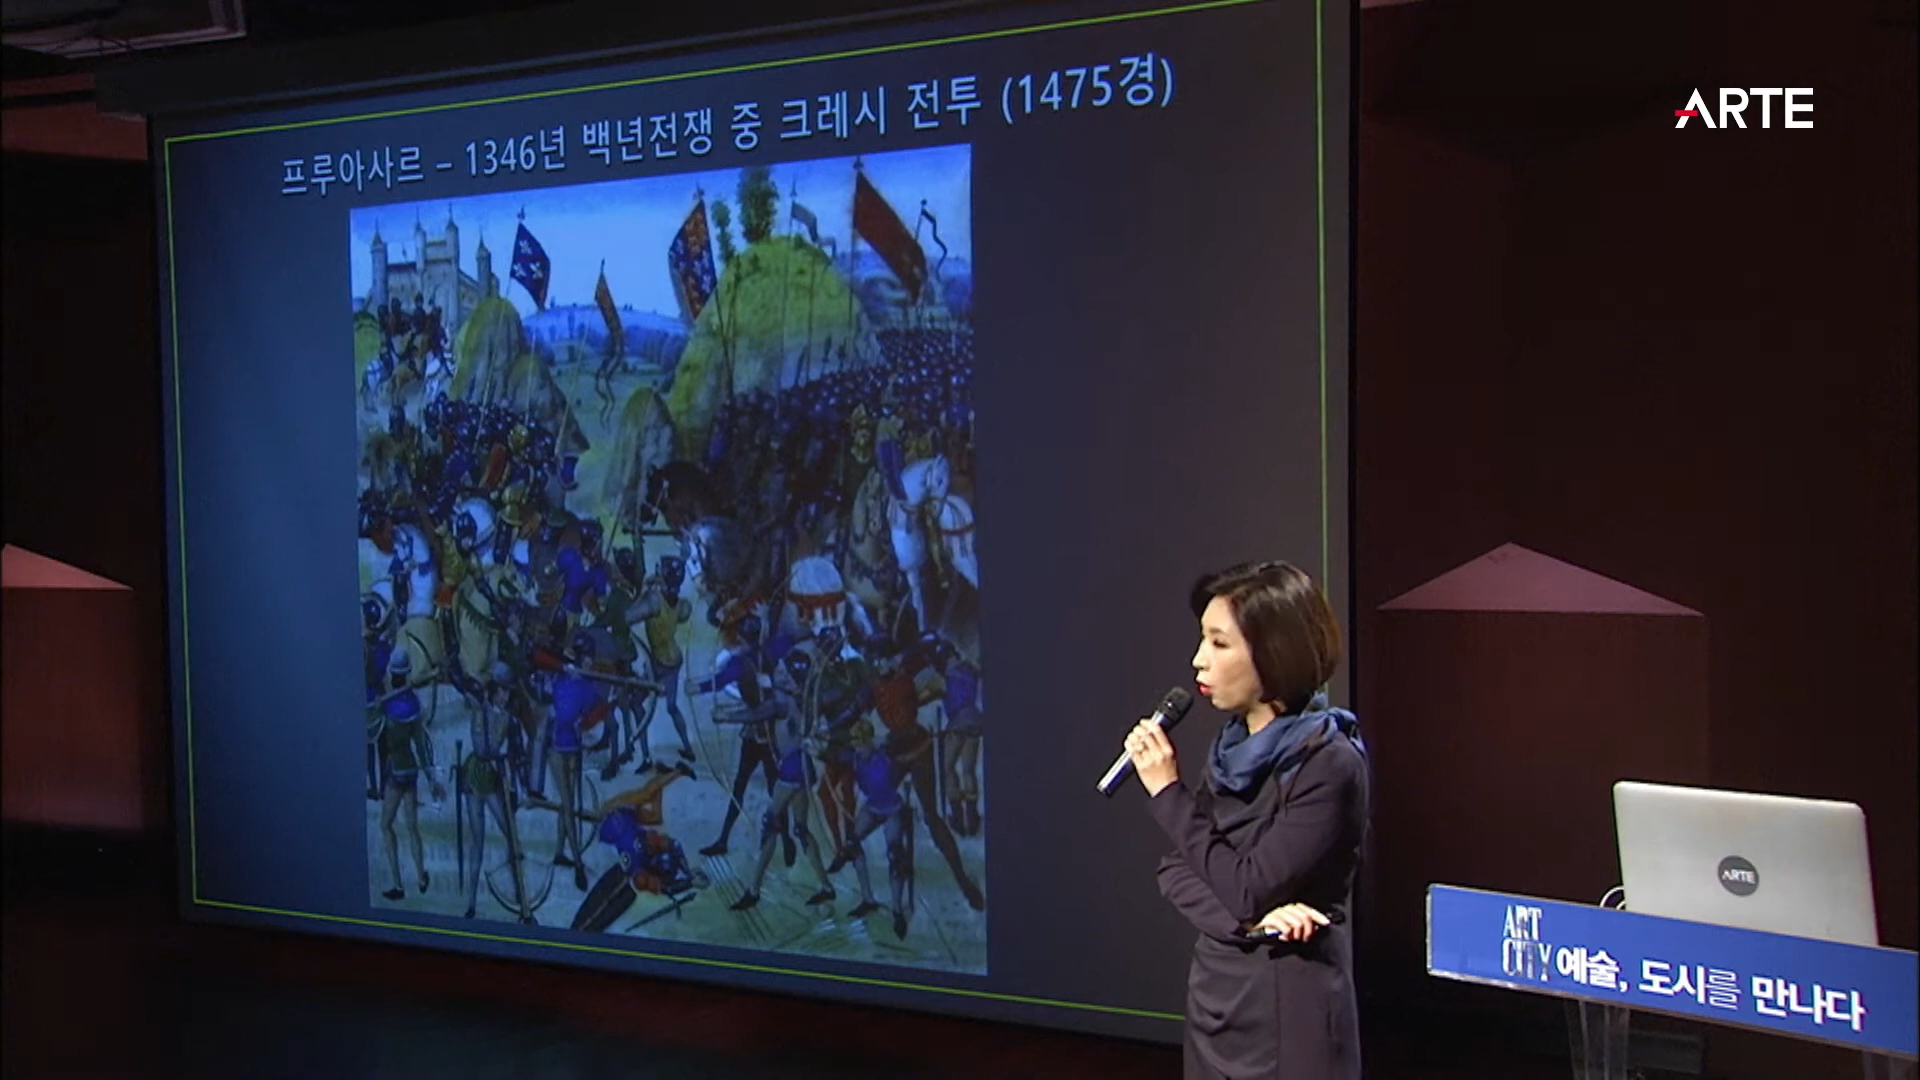 프루아사르 – 1346년 백년전쟁 중 크레시 전투 (1475경)
ARTE
ARTE
ART
CITY 예술, 도시를 만나다